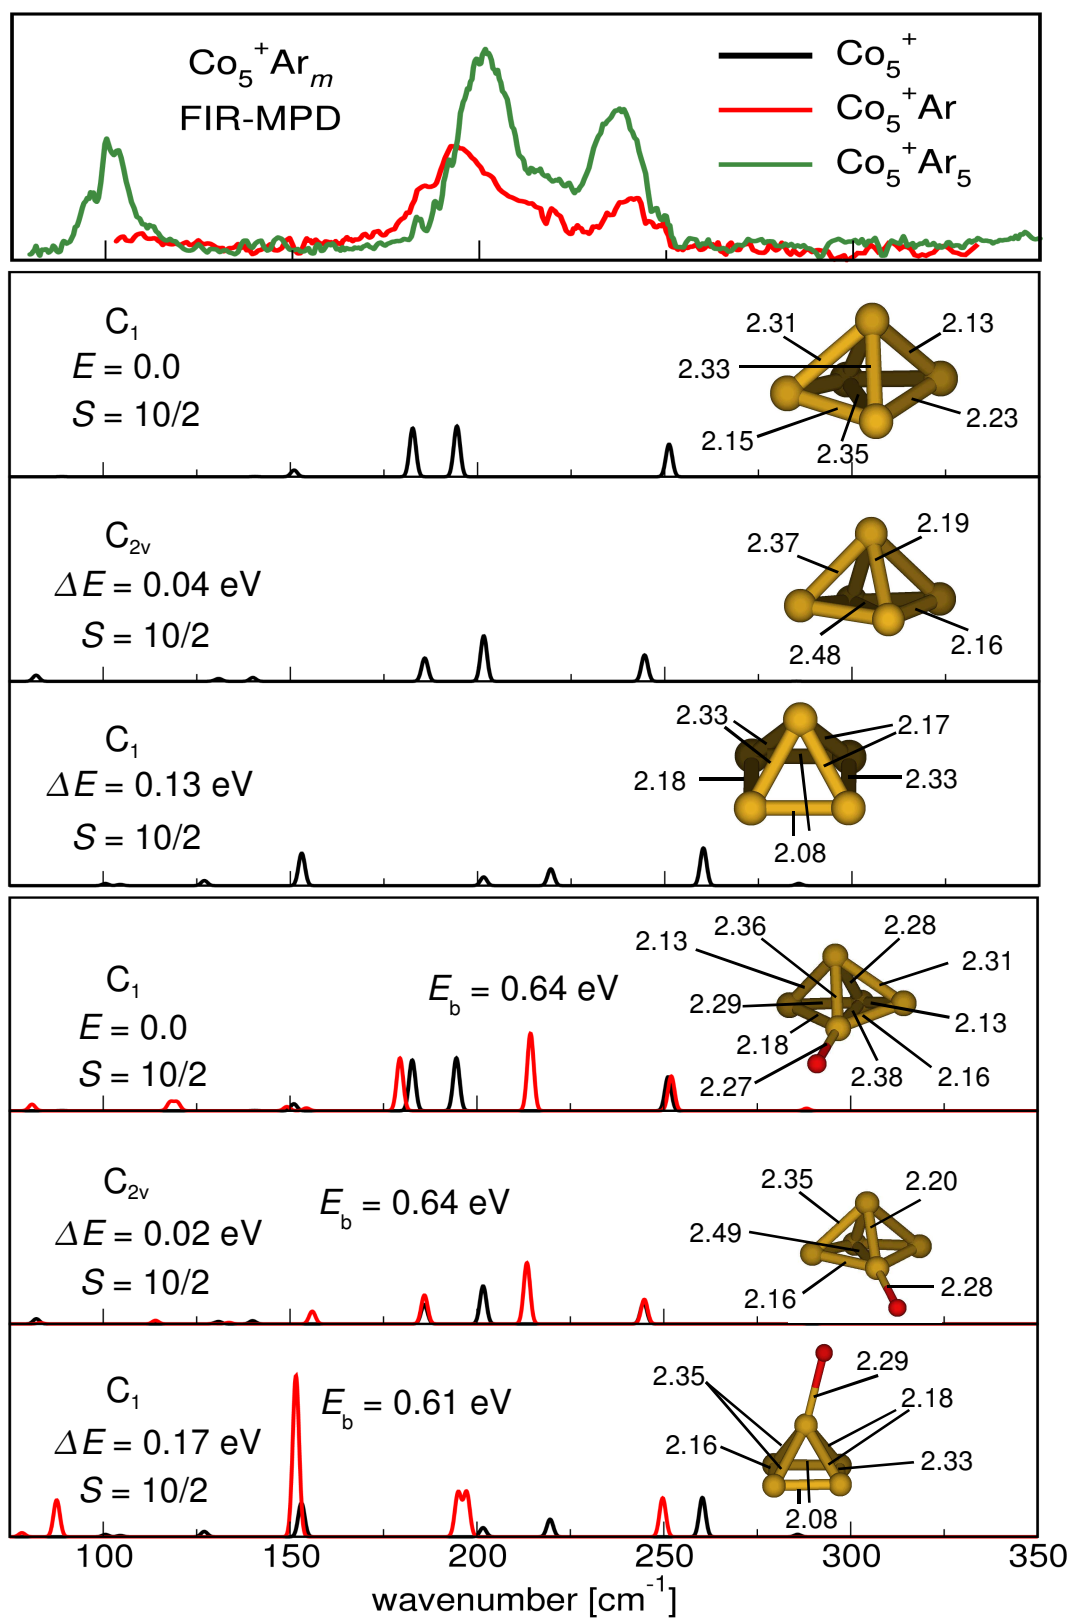 Co₅⁺Arₘ
FIR-MPD
Co₅⁺
Co₅⁺Ar
Co₅⁺Ar₅
C₁
E = 0.0
S = 10/2
2.31
2.13
2.33
2.23
2.15
2.35
C₂ᵥ
ΔE = 0.04 eV
S = 10/2
2.19
2.37
2.48
2.16
C₁
ΔE = 0.13 eV
S = 10/2
2.33
2.17
2.18
2.33
2.08
C₁
E = 0.0
S = 10/2
E_b = 0.64 eV
2.36
2.28
2.13
2.31
2.29
2.13
2.18
2.27
2.38
2.16
C₂ᵥ
ΔE = 0.02 eV
S = 10/2
E_b = 0.64 eV
2.35
2.20
2.49
2.16
2.28
C₁
ΔE = 0.17 eV
S = 10/2
E_b = 0.61 eV
2.29
2.35
2.18
2.16
2.33
2.08
100 150 200 250 300 350
wavenumber [cm⁻¹]